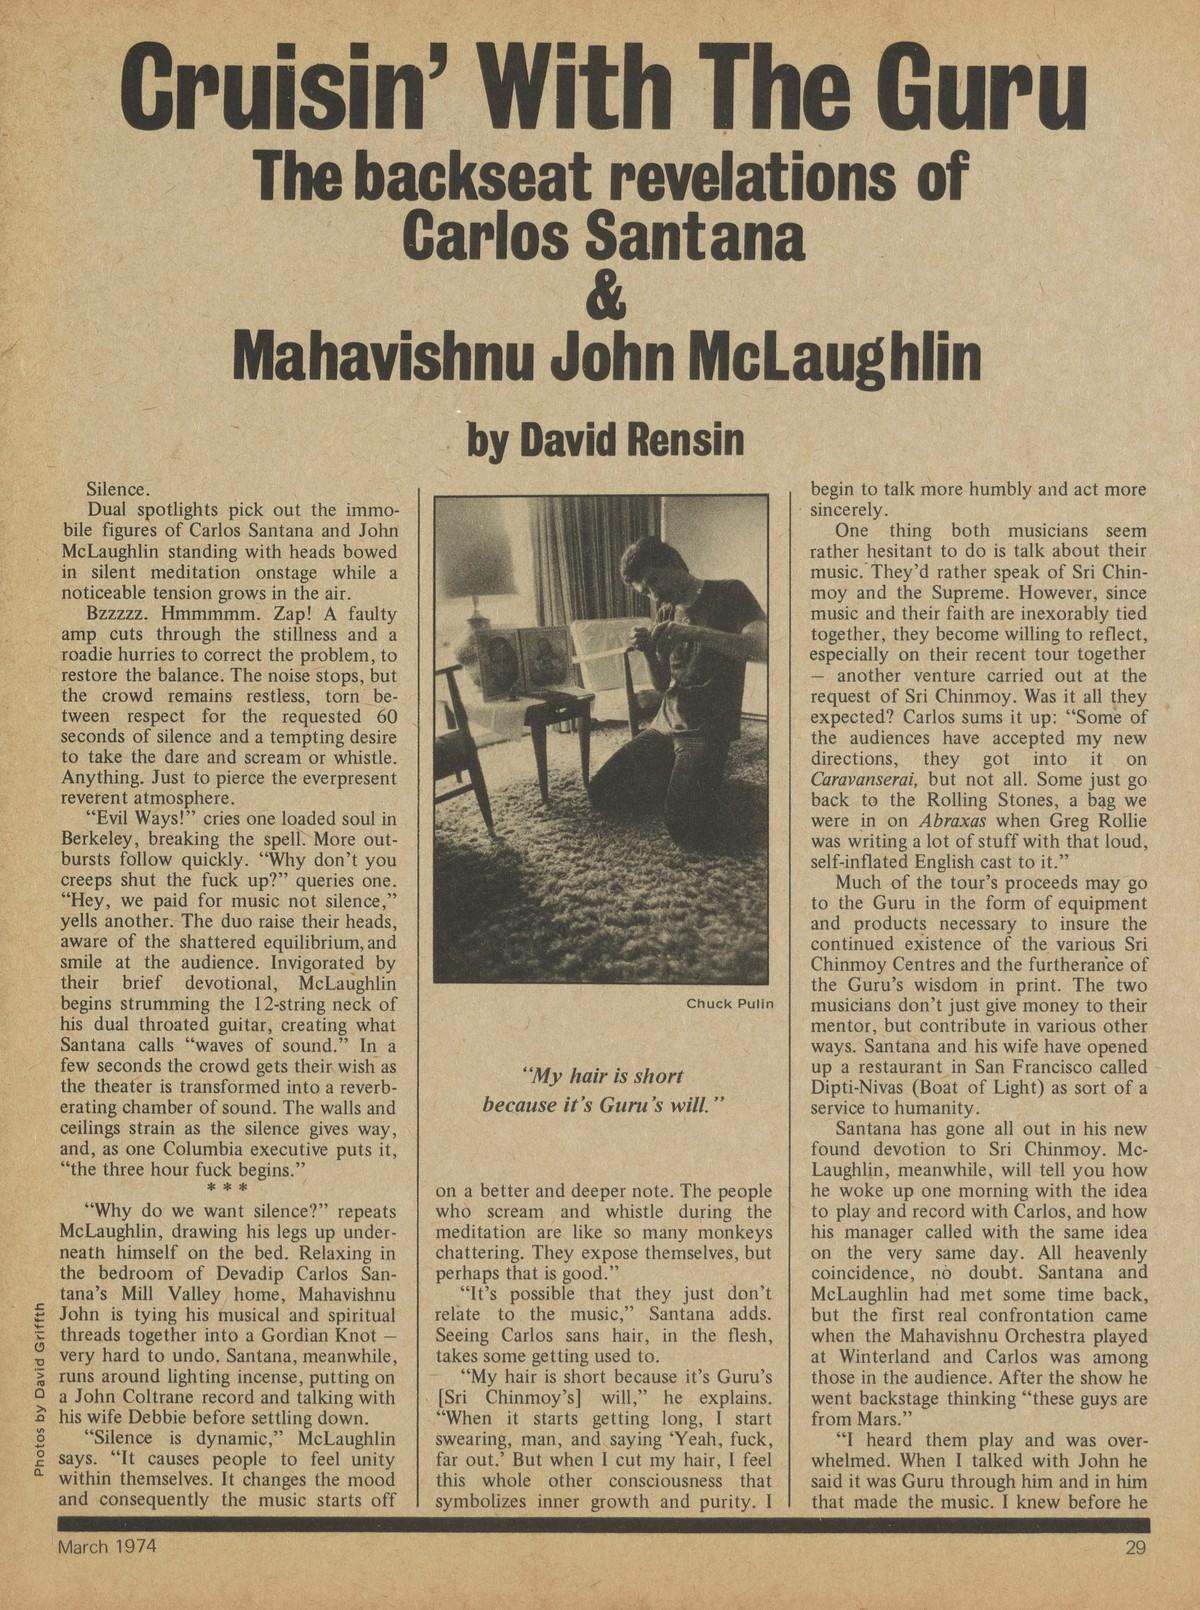 Cruisin' With The Guru
The backseat revelations of
Carlos Santana
&
Mahavishnu John McLaughlin
by David Rensin
Silence.
Dual spotlights pick out the immo-
bile figures of Carlos Santana and John
McLaughlin standing with heads bowed
in silent meditation onstage while a
noticeable tension grows in the air.
Bzzzzz. Hmmmmm. Zap! A faulty
amp cuts through the stillness and a
roadie hurries to correct the problem, to
restore the balance. The noise stops, but
the crowd remains restless, torn be-
tween respect for the requested 60
seconds of silence and a tempting desire
to take the dare and scream or whistle.
Anything. Just to pierce the everpresent
reverent atmosphere.
"Evil Ways!" cries one loaded soul in
Berkeley, breaking the spell. More out-
bursts follow quickly. "Why don't you
creeps shut the fuck up?" queries one.
"Hey, we paid for music not silence,"
yells another. The duo raise their heads,
aware of the shattered equilibrium, and
smile at the audience. Invigorated by
their brief devotional, McLaughlin
begins strumming the 12-string neck of
his dual throated guitar, creating what
Santana calls "waves of sound." In a
few seconds the crowd gets their wish as
the theater is transformed into a reverb-
erating chamber of sound. The walls and
ceilings strain as the silence gives way,
and, as one Columbia executive puts it,
"the three hour fuck begins."
* * *
"Why do we want silence?" repeats
McLaughlin, drawing his legs up under-
neath himself on the bed. Relaxing in
the bedroom of Devadip Carlos San-
tana's Mill Valley home, Mahavishnu
John is tying his musical and spiritual
threads together into a Gordian Knot —
very hard to undo. Santana, meanwhile,
runs around lighting incense, putting on
a John Coltrane record and talking with
his wife Debbie before settling down.
"Silence is dynamic," McLaughlin
says. "It causes people to feel unity
within themselves. It changes the mood
and consequently the music starts off
Photos by David Griffth
Chuck Pulin
"My hair is short
because it's Guru's will."
on a better and deeper note. The people
who scream and whistle during the
meditation are like so many monkeys
chattering. They expose themselves, but
perhaps that is good."
"It's possible that they just don't
relate to the music," Santana adds.
Seeing Carlos sans hair, in the flesh,
takes some getting used to.
"My hair is short because it's Guru's
[Sri Chinmoy's] will," he explains.
"When it starts getting long, I start
swearing, man, and saying 'Yeah, fuck,
far out.' But when I cut my hair, I feel
this whole other consciousness that
symbolizes inner growth and purity. I
begin to talk more humbly and act more
sincerely.
One thing both musicians seem
rather hesitant to do is talk about their
music. They'd rather speak of Sri Chin-
moy and the Supreme. However, since
music and their faith are inexorably tied
together, they become willing to reflect,
especially on their recent tour together
— another venture carried out at the
request of Sri Chinmoy. Was it all they
expected? Carlos sums it up: "Some of
the audiences have accepted my new
directions, they got into it on
Caravanserai, but not all. Some just go
back to the Rolling Stones, a bag we
were in on Abraxas when Greg Rollie
was writing a lot of stuff with that loud,
self-inflated English cast to it."
Much of the tour's proceeds may go
to the Guru in the form of equipment
and products necessary to insure the
continued existence of the various Sri
Chinmoy Centres and the furtherance of
the Guru's wisdom in print. The two
musicians don't just give money to their
mentor, but contribute in various other
ways. Santana and his wife have opened
up a restaurant in San Francisco called
Dipti-Nivas (Boat of Light) as sort of a
service to humanity.
Santana has gone all out in his new
found devotion to Sri Chinmoy. Mc-
Laughlin, meanwhile, will tell you how
he woke up one morning with the idea
to play and record with Carlos, and how
his manager called with the same idea
on the very same day. All heavenly
coincidence, no doubt. Santana and
McLaughlin had met some time back,
but the first real confrontation came
when the Mahavishnu Orchestra played
at Winterland and Carlos was among
those in the audience. After the show he
went backstage thinking "these guys are
from Mars."
"I heard them play and was over-
whelmed. When I talked with John he
said it was Guru through him and in him
that made the music. I knew before he
March 1974
29